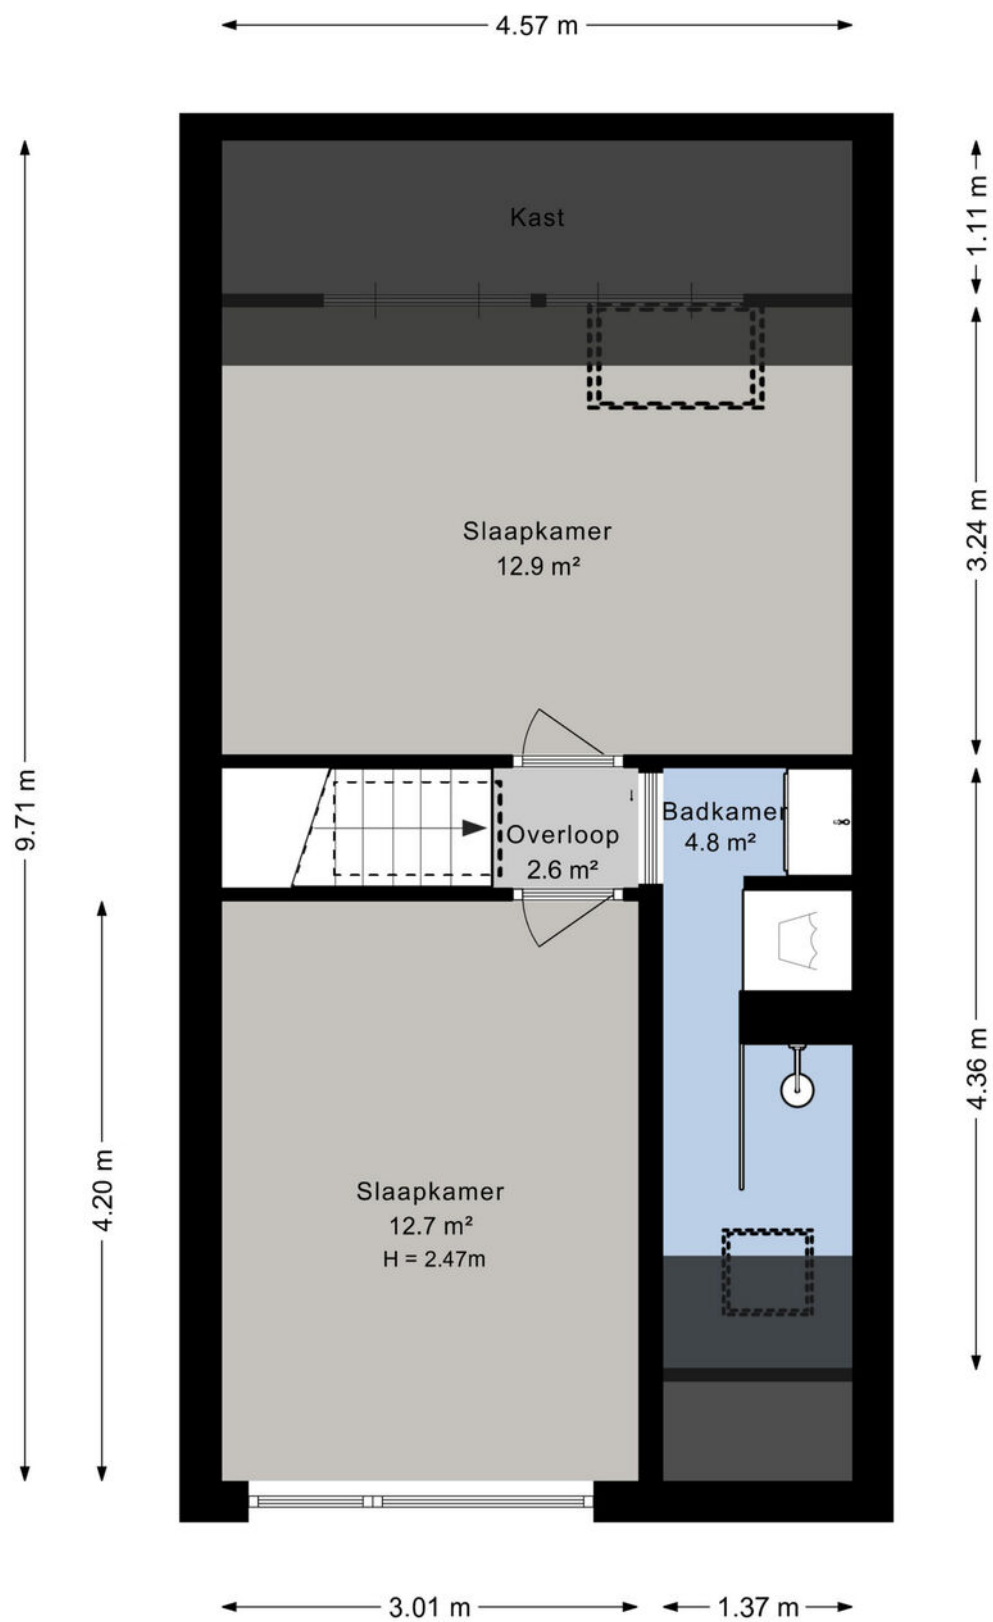 4.57 m
Kast
1.11 m
3.24 m
Slaapkamer
12.9 m²
9.71 m
Badkamer
4.8 m²
Overloop
2.6 m²
4.20 m
4.36 m
Slaapkamer
12.7 m²
H = 2.47m
3.01 m
1.37 m